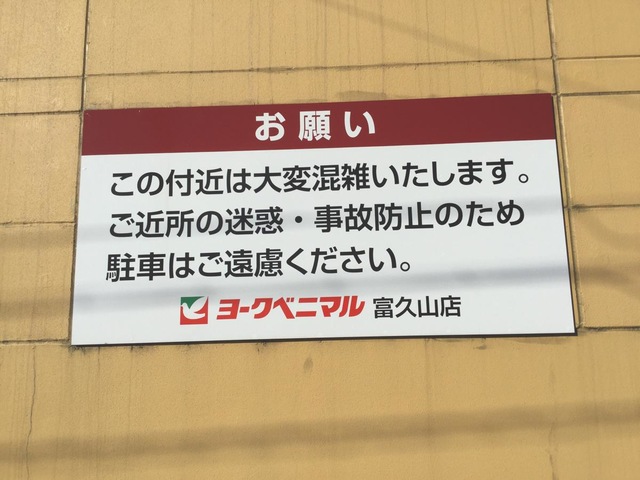 お願い
この付近は大変混雑いたします。
ご近所の迷惑・事故防止のため
駐車はご遠慮ください。
ヨークベニマル 富久山店